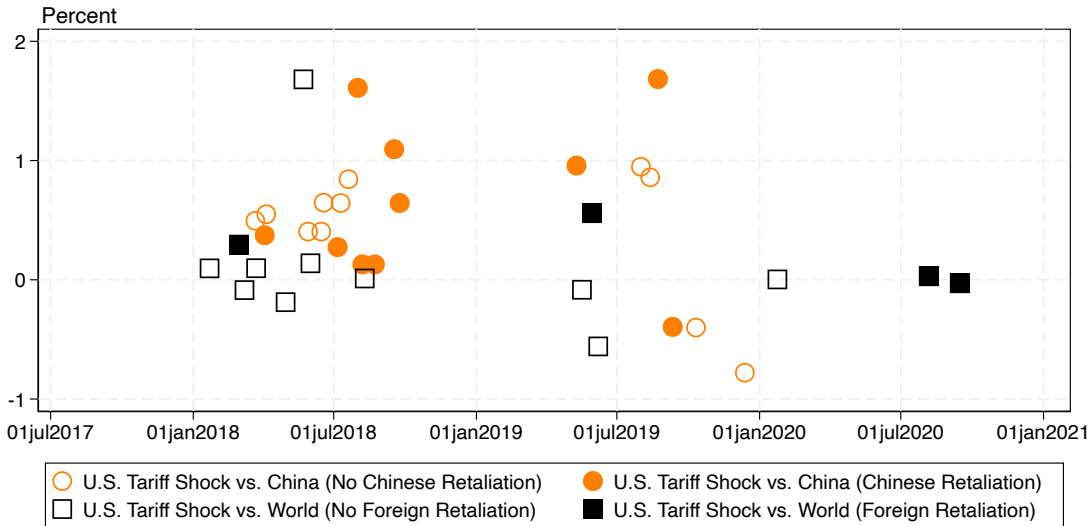 Percent
2
1
0
-1
01jul2017 01jan2018 01jul2018 01jan2019 01jul2019 01jan2020 01jul2020 01jan2021
U.S. Tariff Shock vs. China (No Chinese Retaliation) U.S. Tariff Shock vs. China (Chinese Retaliation)
U.S. Tariff Shock vs. World (No Foreign Retaliation) U.S. Tariff Shock vs. World (Foreign Retaliation)